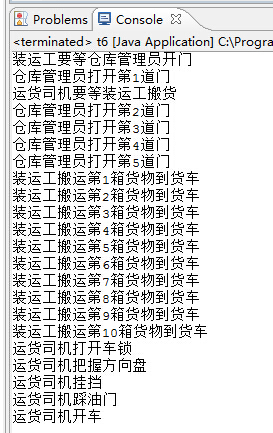 Problems Console
<terminated> t6 [Java Application] C:\Progra
装运工要等仓库管理员开门
仓库管理员打开第1道门
运货司机要等装运工搬货
仓库管理员打开第2道门
仓库管理员打开第3道门
仓库管理员打开第4道门
仓库管理员打开第5道门
装运工搬运第1箱货物到货车
装运工搬运第2箱货物到货车
装运工搬运第3箱货物到货车
装运工搬运第4箱货物到货车
装运工搬运第5箱货物到货车
装运工搬运第6箱货物到货车
装运工搬运第7箱货物到货车
装运工搬运第8箱货物到货车
装运工搬运第9箱货物到货车
装运工搬运第10箱货物到货车
运货司机打开车锁
运货司机把握方向盘
运货司机挂挡
运货司机踩油门
运货司机开车